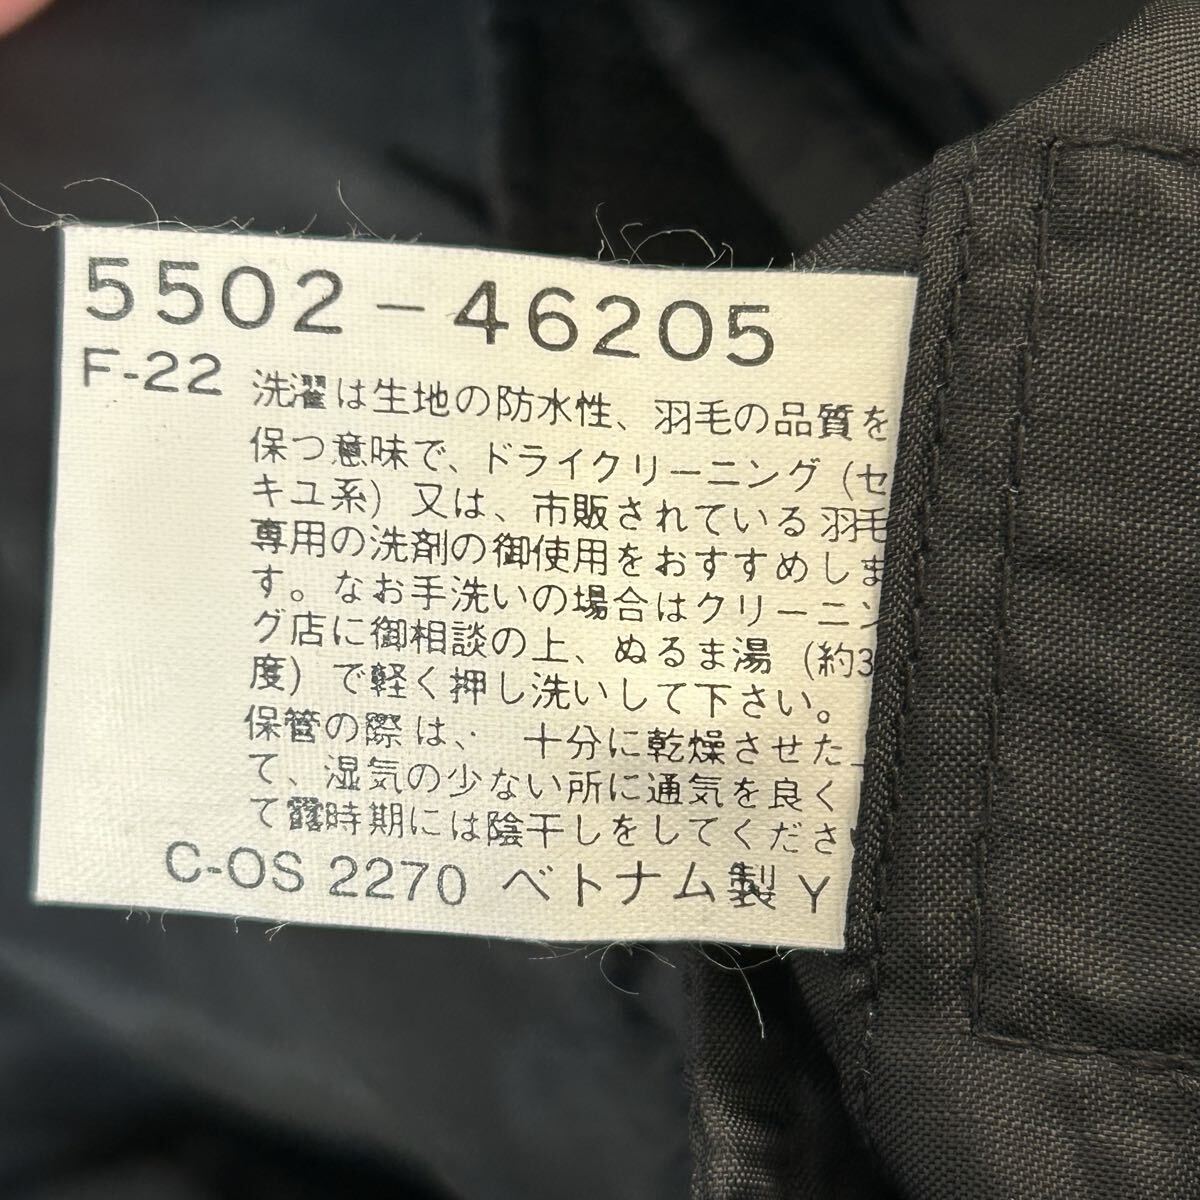 5502-46205
F-22
洗濯は生地の防水性、羽毛の品質を
保つ意味で、ドライクリーニング (セ
キユ系) 又は、市販されている羽毛
専用の洗剤の御使用をおすすめしま
す。なお手洗いの場合はクリーニン
グ店に御相談の上、ぬるま湯 (約3
度) で軽く押し洗いして下さい。
保管の際は、十分に乾燥させた
て、湿気の少ない所に通気を良く
て 時期には陰干しをしてくださ
C-OS 2270 ベトナム製 Y